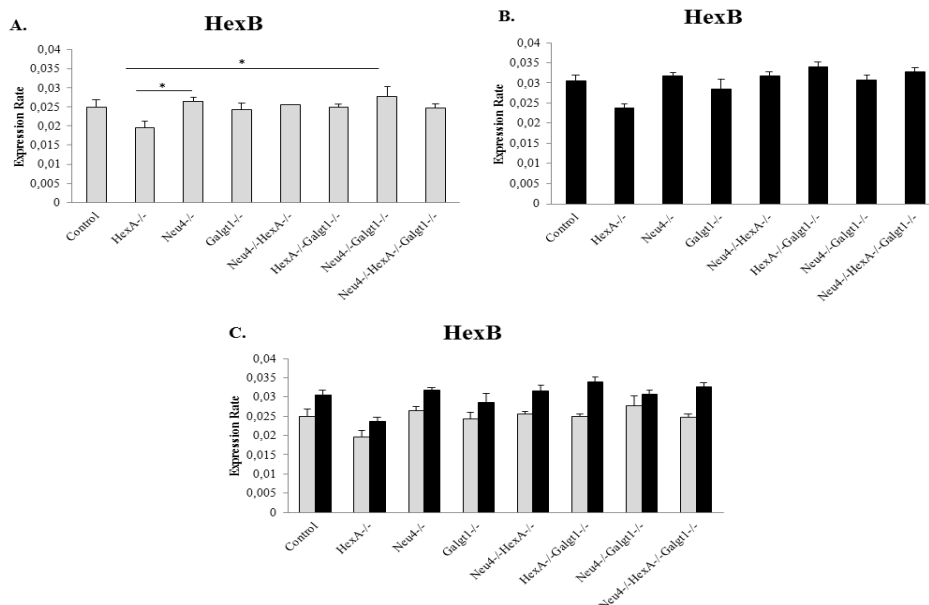 A.
HexB
*
*
Expression Rate
0,04
0,035
0,03
0,025
0,02
0,015
0,01
0,005
0
Control
HexA-/-
Neu4-/-
Galgt1-/-
Neu4-/-HexA-/-
HexA-/-Galgt1-/-
Neu4-/-Galgt1-/-
Neu4-/-HexA-/-Galgt1-/-
B.
HexB
Expression Rate
0,04
0,035
0,03
0,025
0,02
0,015
0,01
0,005
0
Control
HexA-/-
Neu4-/-
Galgt1-/-
Neu4-/-HexA-/-
HexA-/-Galgt1-/-
Neu4-/-Galgt1-/-
Neu4-/-HexA-/-Galgt1-/-
C.
HexB
Expression Rate
0,04
0,035
0,03
0,025
0,02
0,015
0,01
0,005
0
Control
HexA-/-
Neu4-/-
Galgt1-/-
Neu4-/-HexA-/-
HexA-/-Galgt1-/-
Neu4-/-Galgt1-/-
Neu4-/-HexA-/-Galgt1-/-